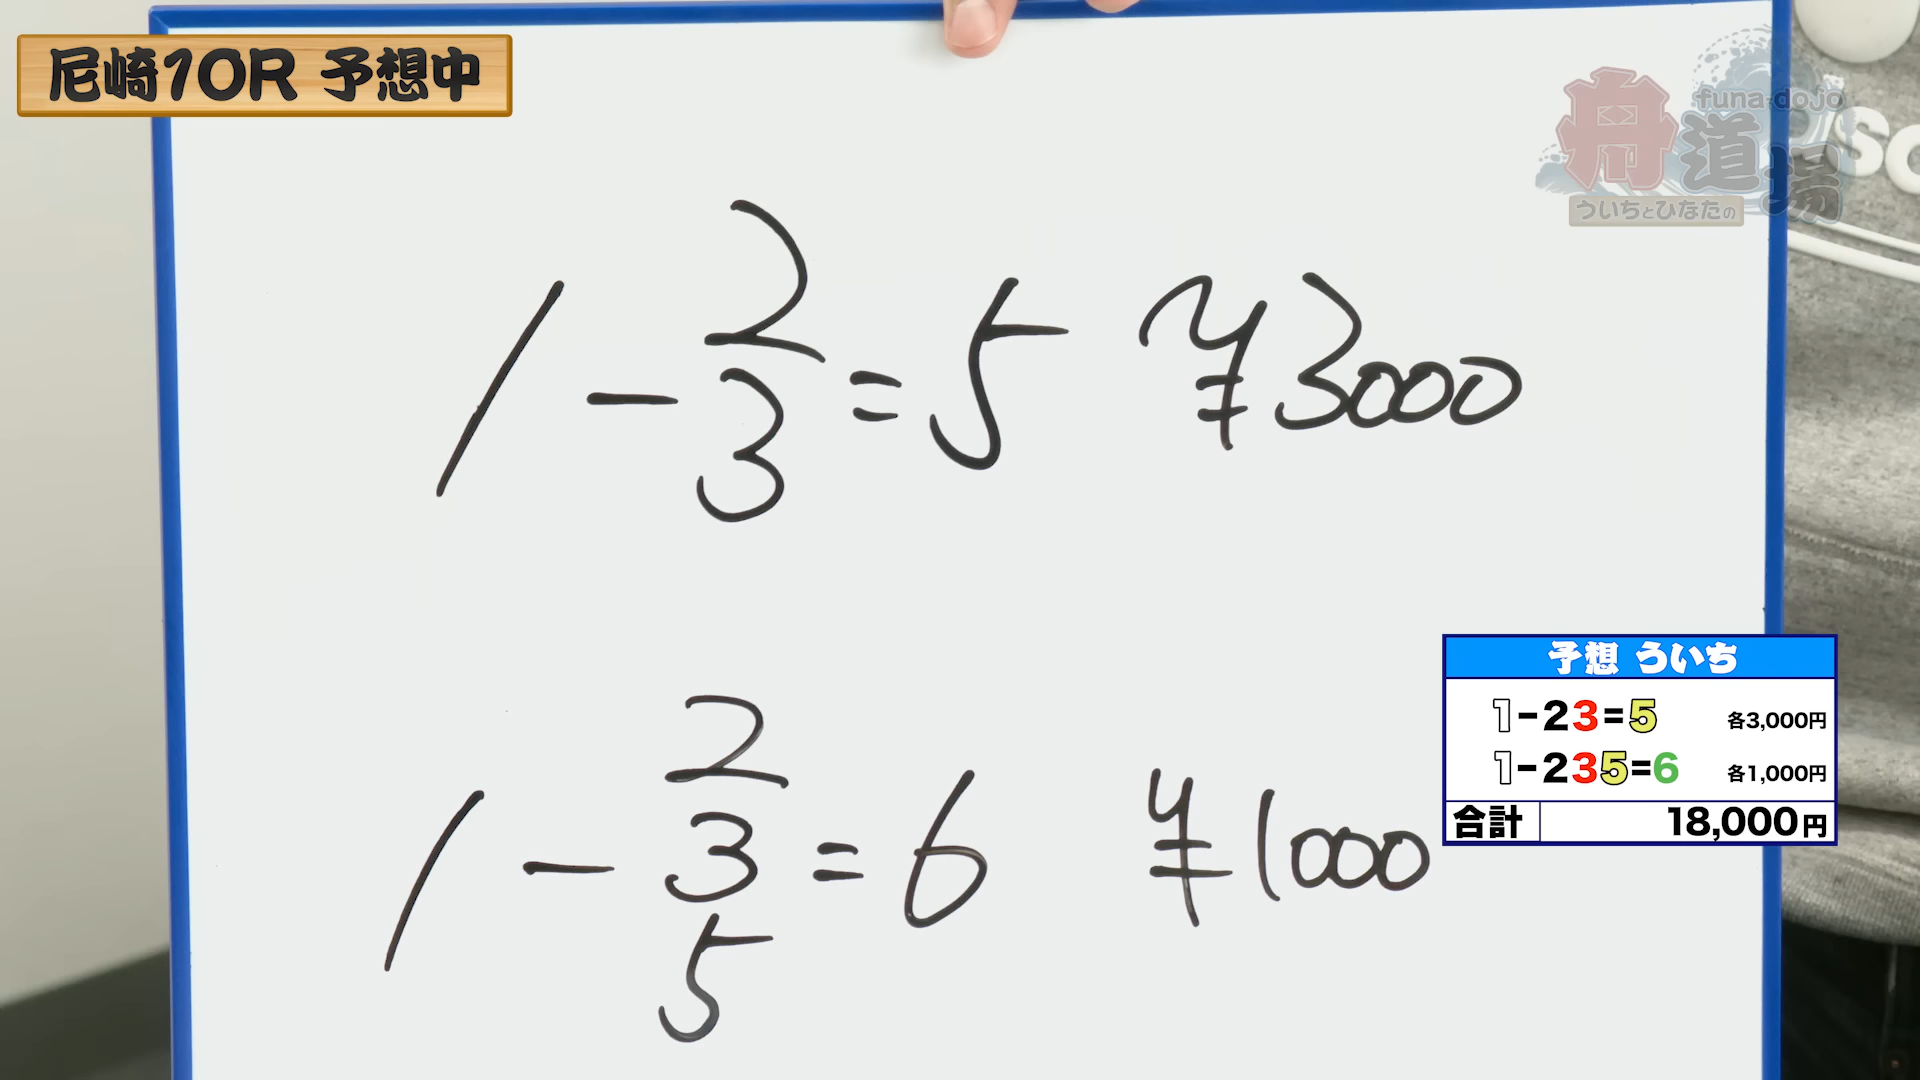 尼崎10R 予想中
funa-dojo
舟道場
ういちとひなたの
So
2
1-3=5 ¥3000
2
1-3=6 ¥1000
5
予想 ういち
1-23=5 各3,000円
1-235=6 各1,000円
合計 18,000円